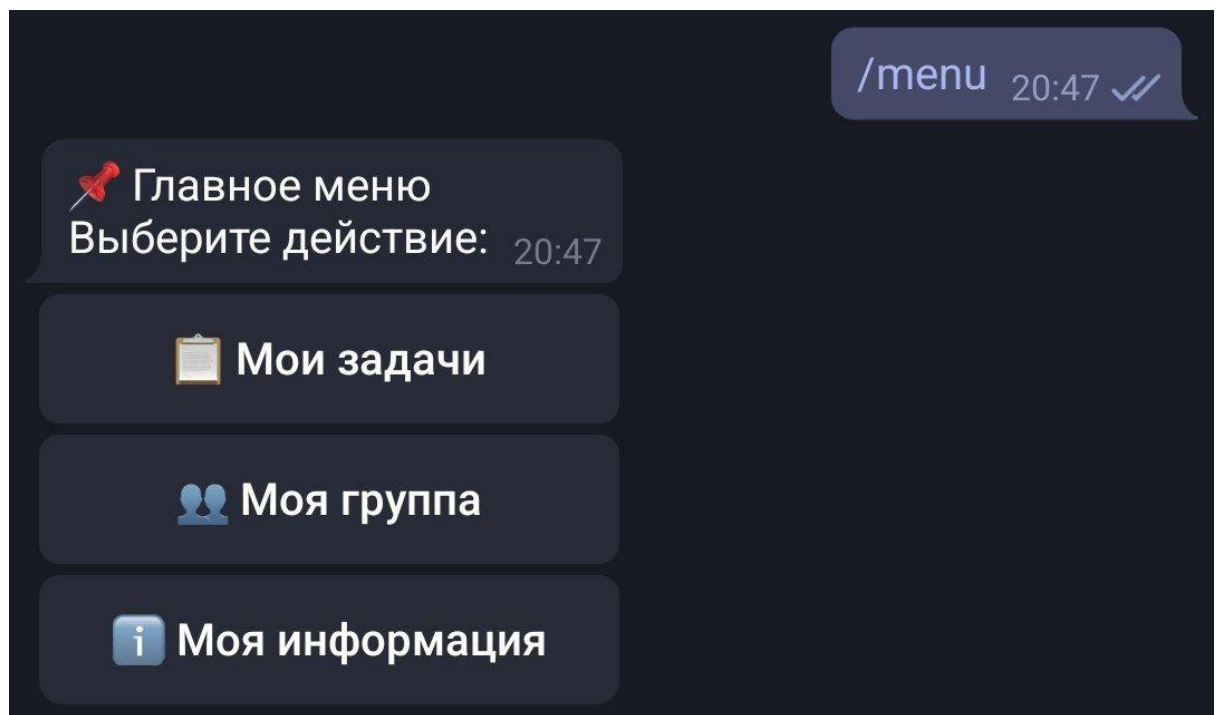 /menu 20:47
📌 Главное меню
Выберите действие: 20:47
📋 Мои задачи
👥 Моя группа
ℹ️ Моя информация